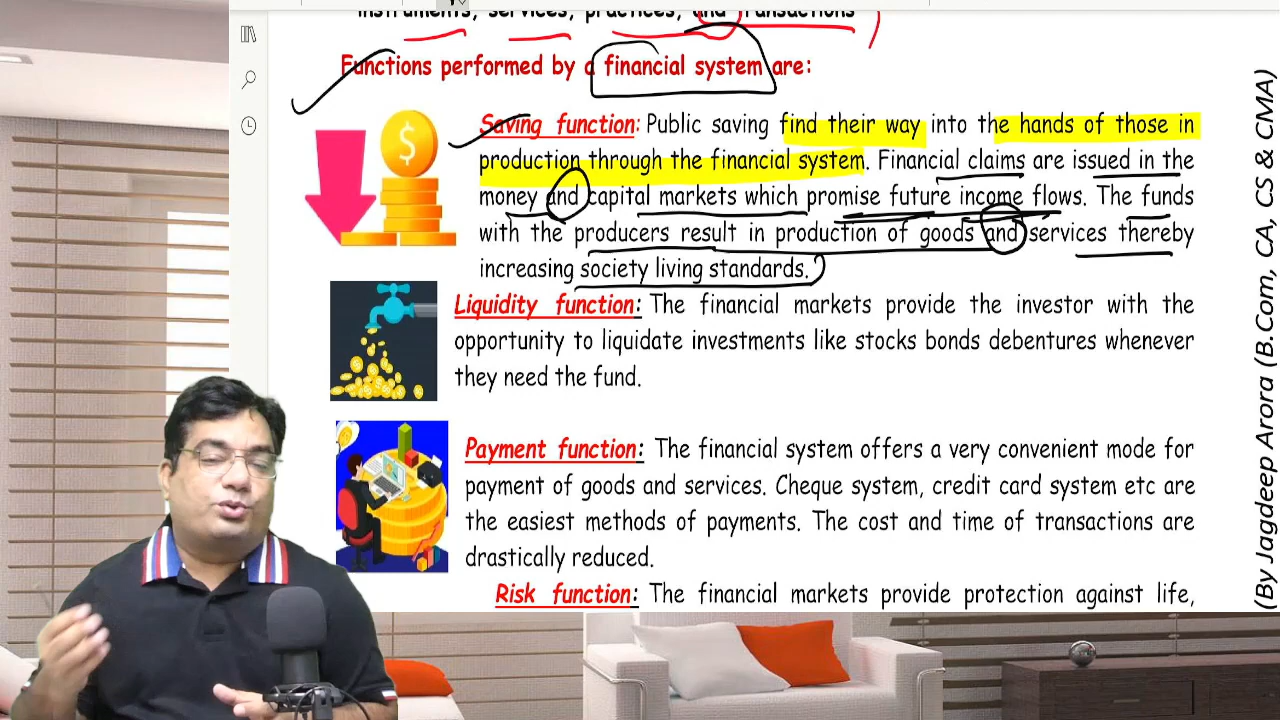 instruments, services, practices, and transactions
Functions performed by a financial system are:
Saving function: Public saving find their way into the hands of those in
production through the financial system. Financial claims are issued in the
money and capital markets which promise future income flows. The funds
with the producers result in production of goods and services thereby
increasing society living standards.
Liquidity function: The financial markets provide the investor with the
opportunity to liquidate investments like stocks bonds debentures whenever
they need the fund.
Payment function: The financial system offers a very convenient mode for
payment of goods and services. Cheque system, credit card system etc are
the easiest methods of payments. The cost and time of transactions are
drastically reduced.
Risk function: The financial markets provide protection against life,
(By Jagdeep Arora (B.Com, CA, CS & CMA)